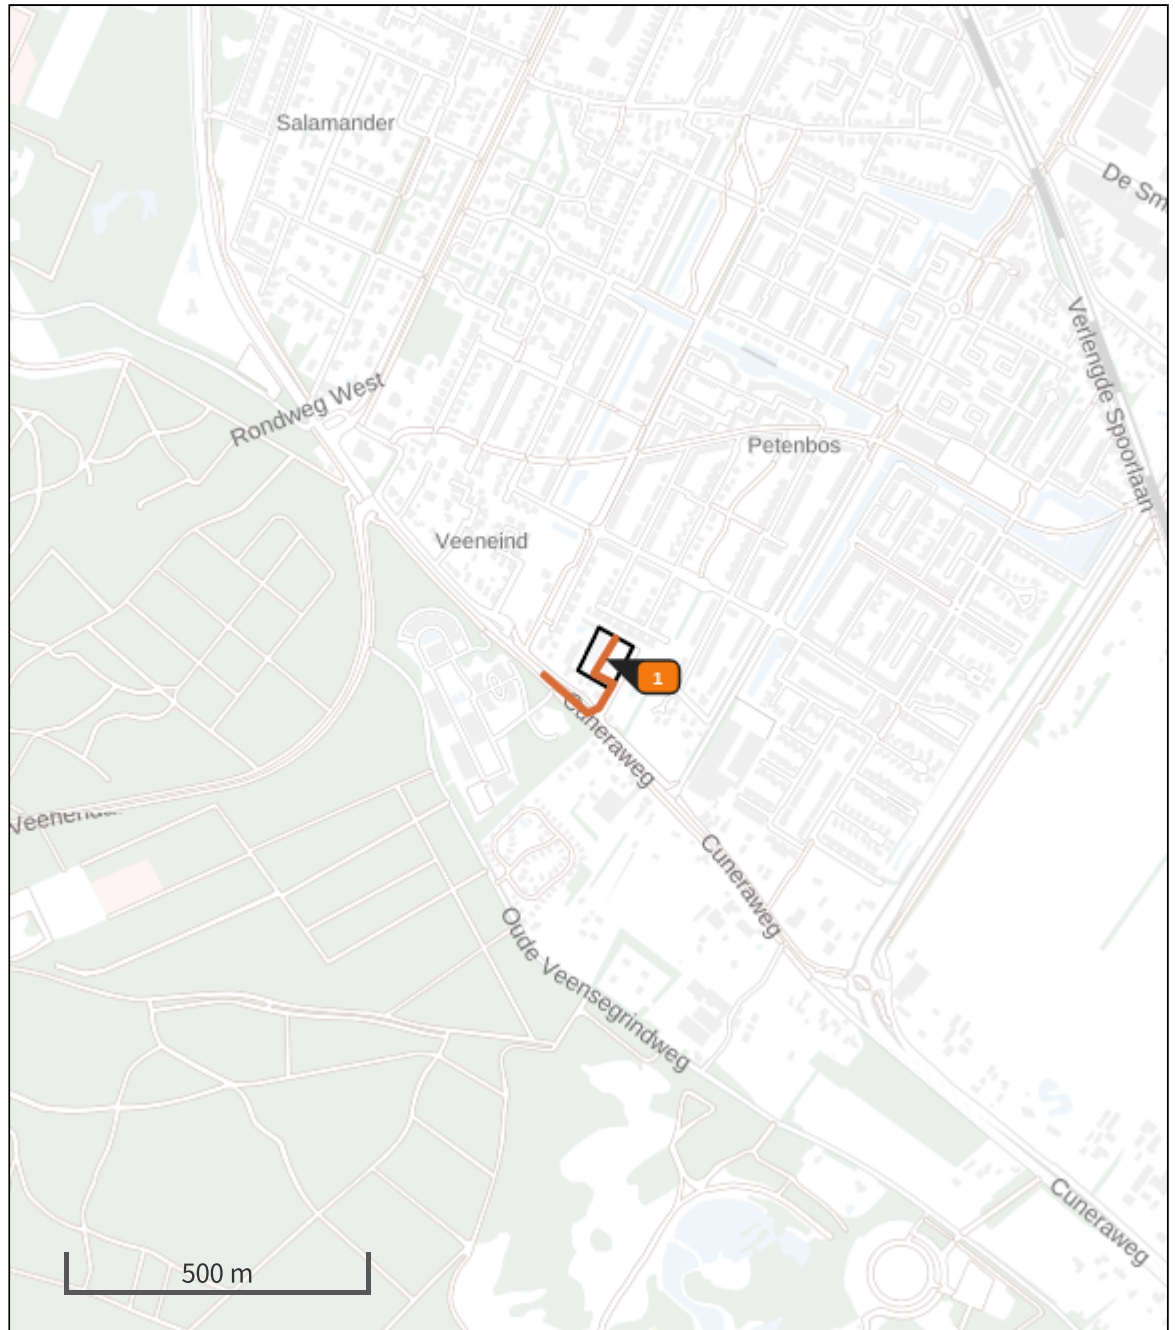 Salamander
De Sm
Verlengde Spoorlaan
Rondweg West
Petenbos
Veeneind
1
Cuneraweg
Cuneraweg
Oude Veensegrindweg
Cuneraweg
500 m